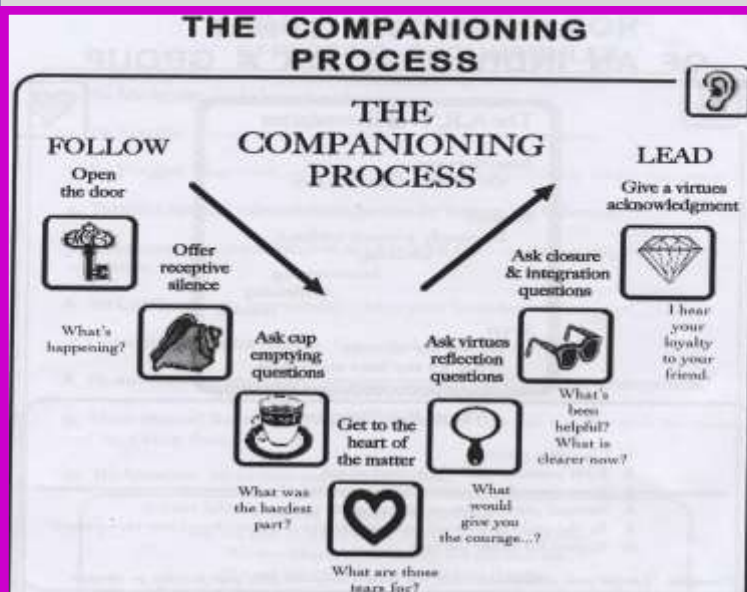 THE COMPANIONING
PROCESS
THE
COMPANIONING
PROCESS
FOLLOW
Open
the door
What's
happening?
Offer
receptive
silence
Ask cup
emptying
questions
What was
the hardest
part?
Get to the
heart of
the matter
What are those
tears for?
Ask virtues
reflection
questions
What
would
give you
the courage...?
Ask closure
& integration
questions
What's
been
helpful?
What is
clearer now?
LEAD
Give a virtues
acknowledgment
I hear
your
loyalty
to your
friend.